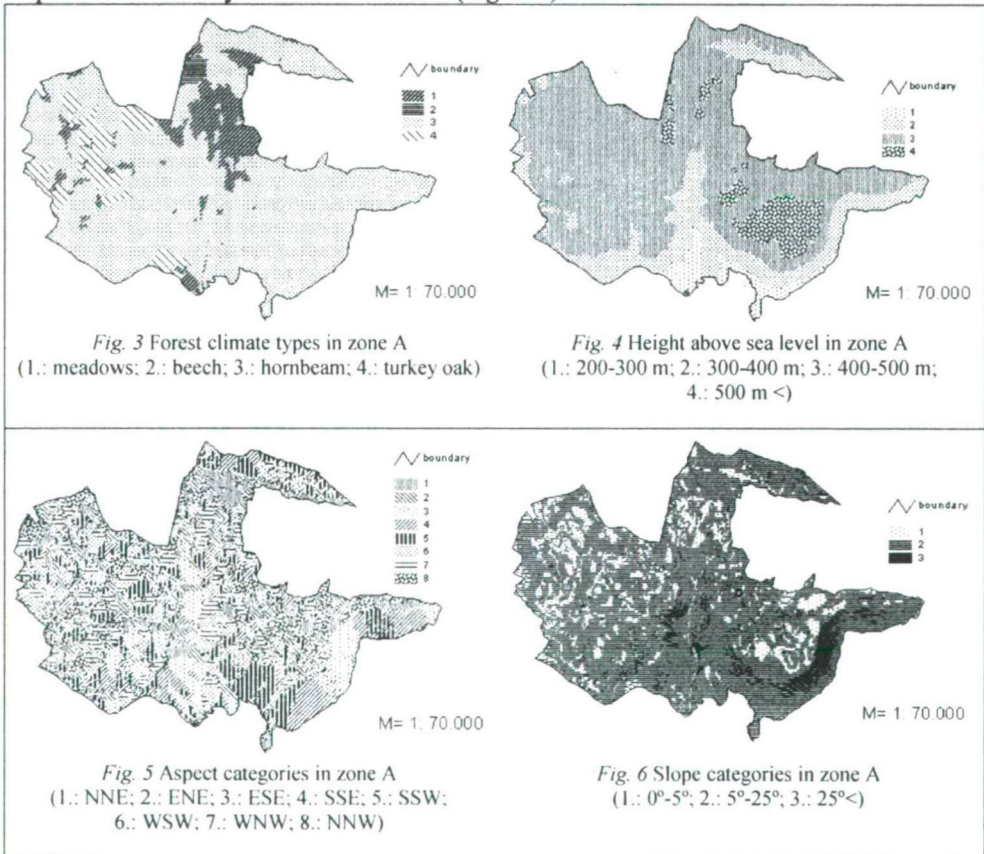 boundary
1
2
3
4
M= 1: 70.000
Fig. 3 Forest climate types in zone A
(1.: meadows; 2.: beech; 3.: hornbeam; 4.: turkey oak)
boundary
1
2
3
4
M= 1: 70.000
Fig. 4 Height above sea level in zone A
(1.: 200-300 m; 2.: 300-400 m; 3.: 400-500 m;
4.: 500 m <)
boundary
1
2
3
4
5
6
7
8
M= 1: 70.000
Fig. 5 Aspect categories in zone A
(1.: NNE; 2.: ENE; 3.: ESE; 4.: SSE; 5.: SSW;
6.: WSW; 7.: WNW; 8.: NNW)
boundary
1
2
3
M= 1: 70.000
Fig. 6 Slope categories in zone A
(1.: 0º-5º; 2.: 5º-25º; 3.: 25º<)